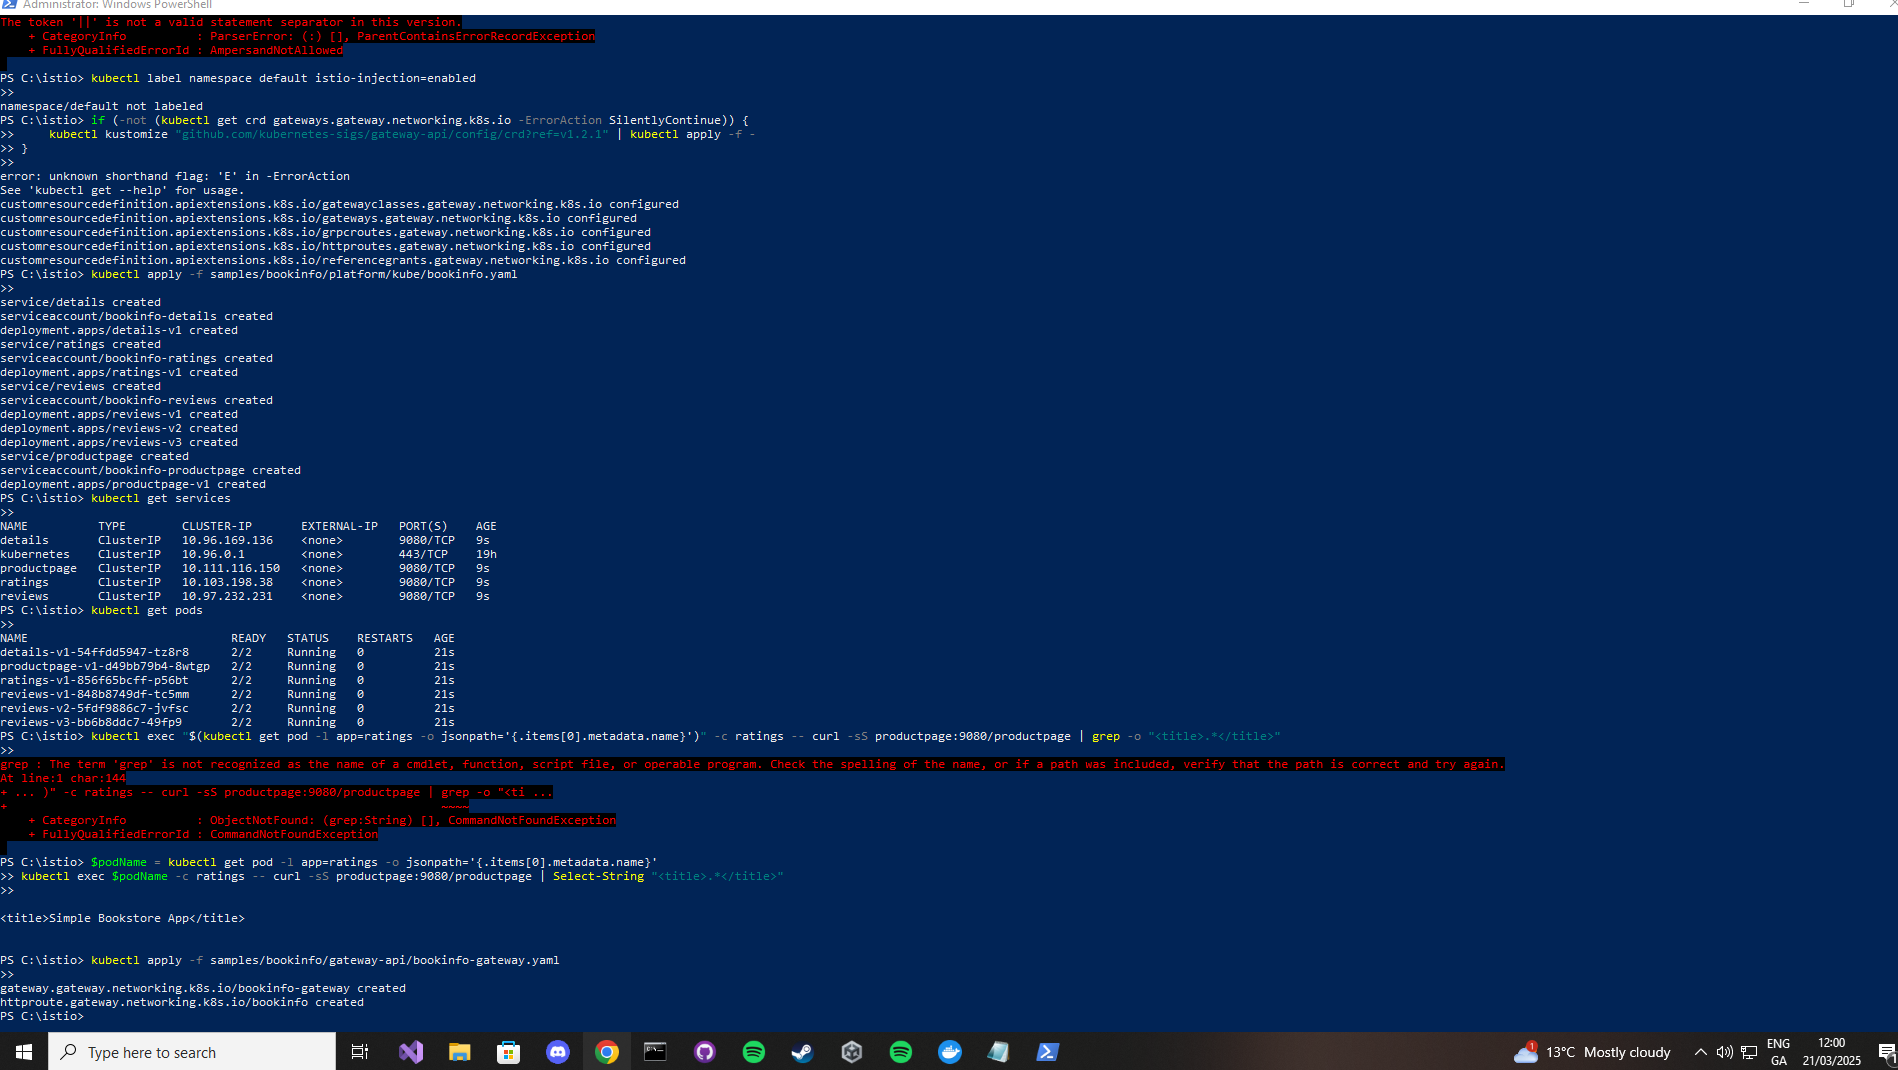 Administrator: Windows PowerShell
The token '||' is not a valid statement separator in this version.
    + CategoryInfo          : ParserError: (:) [], ParentContainsErrorRecordException
    + FullyQualifiedErrorId : AmpersandNotAllowed
PS C:\istio> kubectl label namespace default istio-injection=enabled
>>
namespace/default not labeled
PS C:\istio> if (-not (kubectl get crd gateways.gateway.networking.k8s.io -ErrorAction SilentlyContinue)) {
>>     kubectl kustomize "github.com/kubernetes-sigs/gateway-api/config/crd?ref=v1.2.1" | kubectl apply -f -
>> }
>>
error: unknown shorthand flag: 'E' in -ErrorAction
See 'kubectl get --help' for usage.
customresourcedefinition.apiextensions.k8s.io/gatewayclasses.gateway.networking.k8s.io configured
customresourcedefinition.apiextensions.k8s.io/gateways.gateway.networking.k8s.io configured
customresourcedefinition.apiextensions.k8s.io/grpcroutes.gateway.networking.k8s.io configured
customresourcedefinition.apiextensions.k8s.io/httproutes.gateway.networking.k8s.io configured
customresourcedefinition.apiextensions.k8s.io/referencegrants.gateway.networking.k8s.io configured
PS C:\istio> kubectl apply -f samples/bookinfo/platform/kube/bookinfo.yaml
>>
service/details created
serviceaccount/bookinfo-details created
deployment.apps/details-v1 created
service/ratings created
serviceaccount/bookinfo-ratings created
deployment.apps/ratings-v1 created
service/reviews created
serviceaccount/bookinfo-reviews created
deployment.apps/reviews-v1 created
deployment.apps/reviews-v2 created
deployment.apps/reviews-v3 created
service/productpage created
serviceaccount/bookinfo-productpage created
deployment.apps/productpage-v1 created
PS C:\istio> kubectl get services
>>
NAME          TYPE        CLUSTER-IP       EXTERNAL-IP   PORT(S)    AGE
details       ClusterIP   10.96.169.136    <none>        9080/TCP   9s
kubernetes    ClusterIP   10.96.0.1        <none>        443/TCP    19h
productpage   ClusterIP   10.111.116.150   <none>        9080/TCP   9s
ratings       ClusterIP   10.103.198.38    <none>        9080/TCP   9s
reviews       ClusterIP   10.97.232.231    <none>        9080/TCP   9s
PS C:\istio> kubectl get pods
>>
NAME                             READY   STATUS    RESTARTS   AGE
details-v1-54ffdd5947-tz8r8      2/2     Running   0          21s
productpage-v1-d49bb79b4-8wtgp   2/2     Running   0          21s
ratings-v1-856f65bcff-p56bt      2/2     Running   0          21s
reviews-v1-848b8749df-tc5mm      2/2     Running   0          21s
reviews-v2-5fdf9886c7-jvfsc      2/2     Running   0          21s
reviews-v3-bb6b8ddc7-49fp9       2/2     Running   0          21s
PS C:\istio> kubectl exec "$(kubectl get pod -l app=ratings -o jsonpath='{.items[0].metadata.name}')" -c ratings -- curl -sS productpage:9080/productpage | grep -o "<title>.*</title>"
>>
grep : The term 'grep' is not recognized as the name of a cmdlet, function, script file, or operable program. Check the spelling of the name, or if a path was included, verify that the path is correct and try again.
At line:1 char:144
+ ... )" -c ratings -- curl -sS productpage:9080/productpage | grep -o "<ti ...
+                                                              ~~~~
    + CategoryInfo          : ObjectNotFound: (grep:String) [], CommandNotFoundException
    + FullyQualifiedErrorId : CommandNotFoundException
PS C:\istio> $podName = kubectl get pod -l app=ratings -o jsonpath='{.items[0].metadata.name}'
>> kubectl exec $podName -c ratings -- curl -sS productpage:9080/productpage | Select-String "<title>.*</title>"
>>
<title>Simple Bookstore App</title>
PS C:\istio> kubectl apply -f samples/bookinfo/gateway-api/bookinfo-gateway.yaml
>>
gateway.gateway.networking.k8s.io/bookinfo-gateway created
httproute.gateway.networking.k8s.io/bookinfo created
PS C:\istio>
Type here to search
1
13°C Mostly cloudy
ENG
GA
12:00
21/03/2025
1